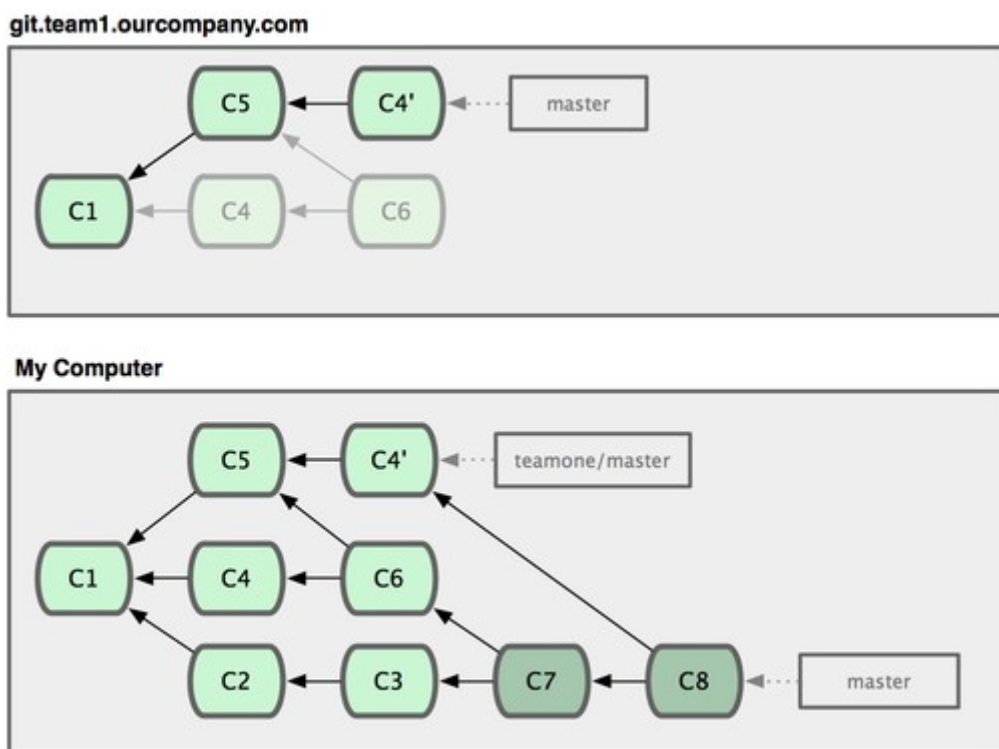 git.team1.ourcompany.com
C5 C4' master
C1 C4 C6
My Computer
C5 C4' teamone/master
C1 C4 C6
C2 C3 C7 C8 master